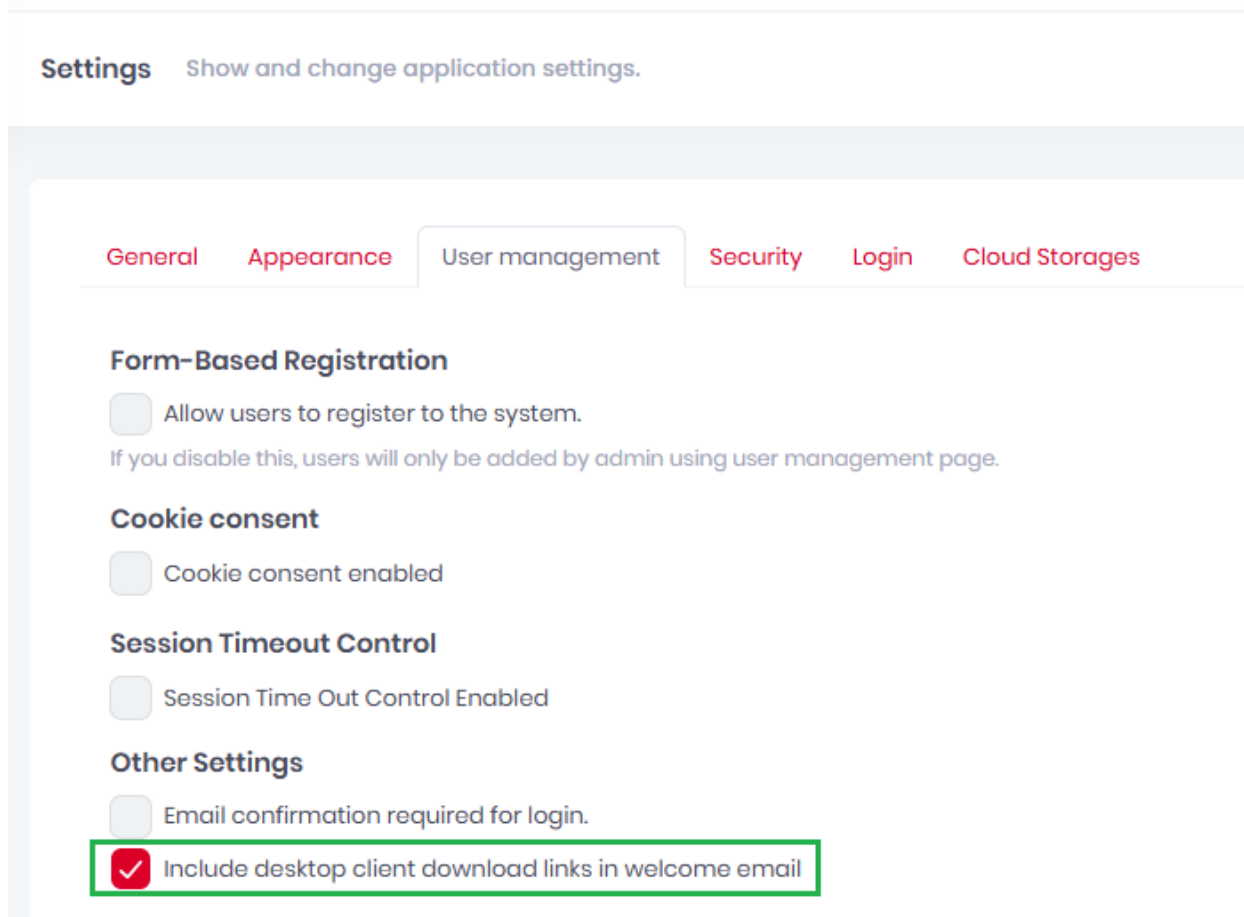 Settings Show and change application settings.
General Appearance User management Security Login Cloud Storages
Form-Based Registration
Allow users to register to the system.
If you disable this, users will only be added by admin using user management page.
Cookie consent
Cookie consent enabled
Session Timeout Control
Session Time Out Control Enabled
Other Settings
Email confirmation required for login.
Include desktop client download links in welcome email